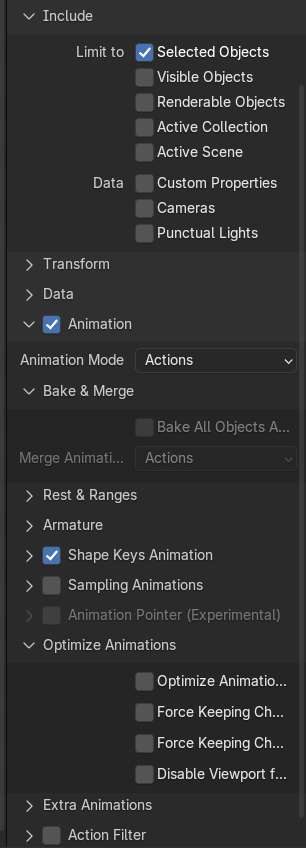 Include
Limit to Selected Objects
Visible Objects
Renderable Objects
Active Collection
Active Scene
Data Custom Properties
Cameras
Punctual Lights
Transform
Data
Animation
Animation Mode Actions
Bake & Merge
Bake All Objects A...
Merge Animati... Actions
Rest & Ranges
Armature
Shape Keys Animation
Sampling Animations
Animation Pointer (Experimental)
Optimize Animations
Optimize Animatio...
Force Keeping Ch...
Force Keeping Ch...
Disable Viewport f...
Extra Animations
Action Filter